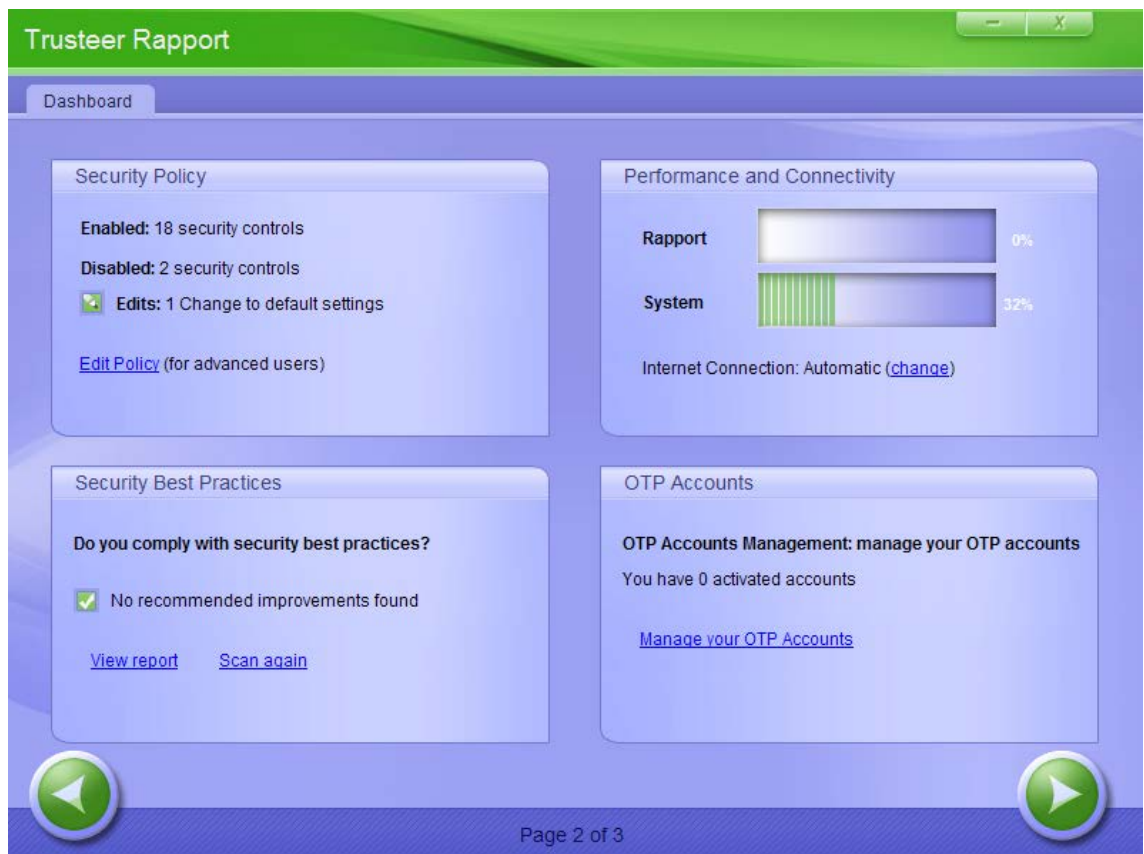 Trusteer Rapport
– X
Dashboard
Security Policy
Enabled: 18 security controls
Disabled: 2 security controls
Edits: 1 Change to default settings
Edit Policy (for advanced users)
Performance and Connectivity
Rapport 0%
System 32%
Internet Connection: Automatic (change)
Security Best Practices
Do you comply with security best practices?
No recommended improvements found
View report Scan again
OTP Accounts
OTP Accounts Management: manage your OTP accounts
You have 0 activated accounts
Manage your OTP Accounts
Page 2 of 3